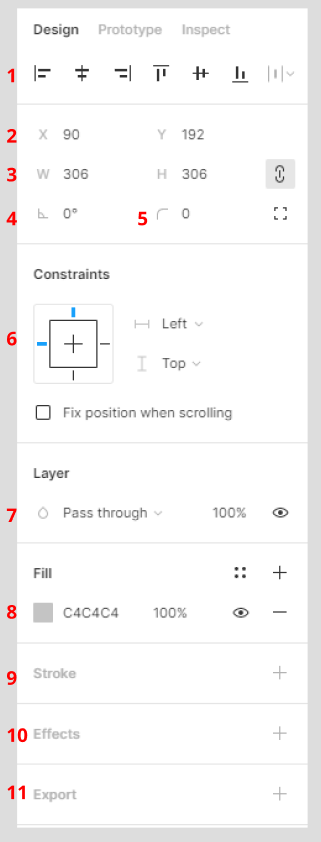 Design Prototype Inspect
1
2 X 90 Y 192
3 W 306 H 306
4 0° 5 0
Constraints
6 Left
Top
Fix position when scrolling
Layer
7 Pass through 100%
Fill
8 C4C4C4 100%
9 Stroke
10 Effects
11 Export